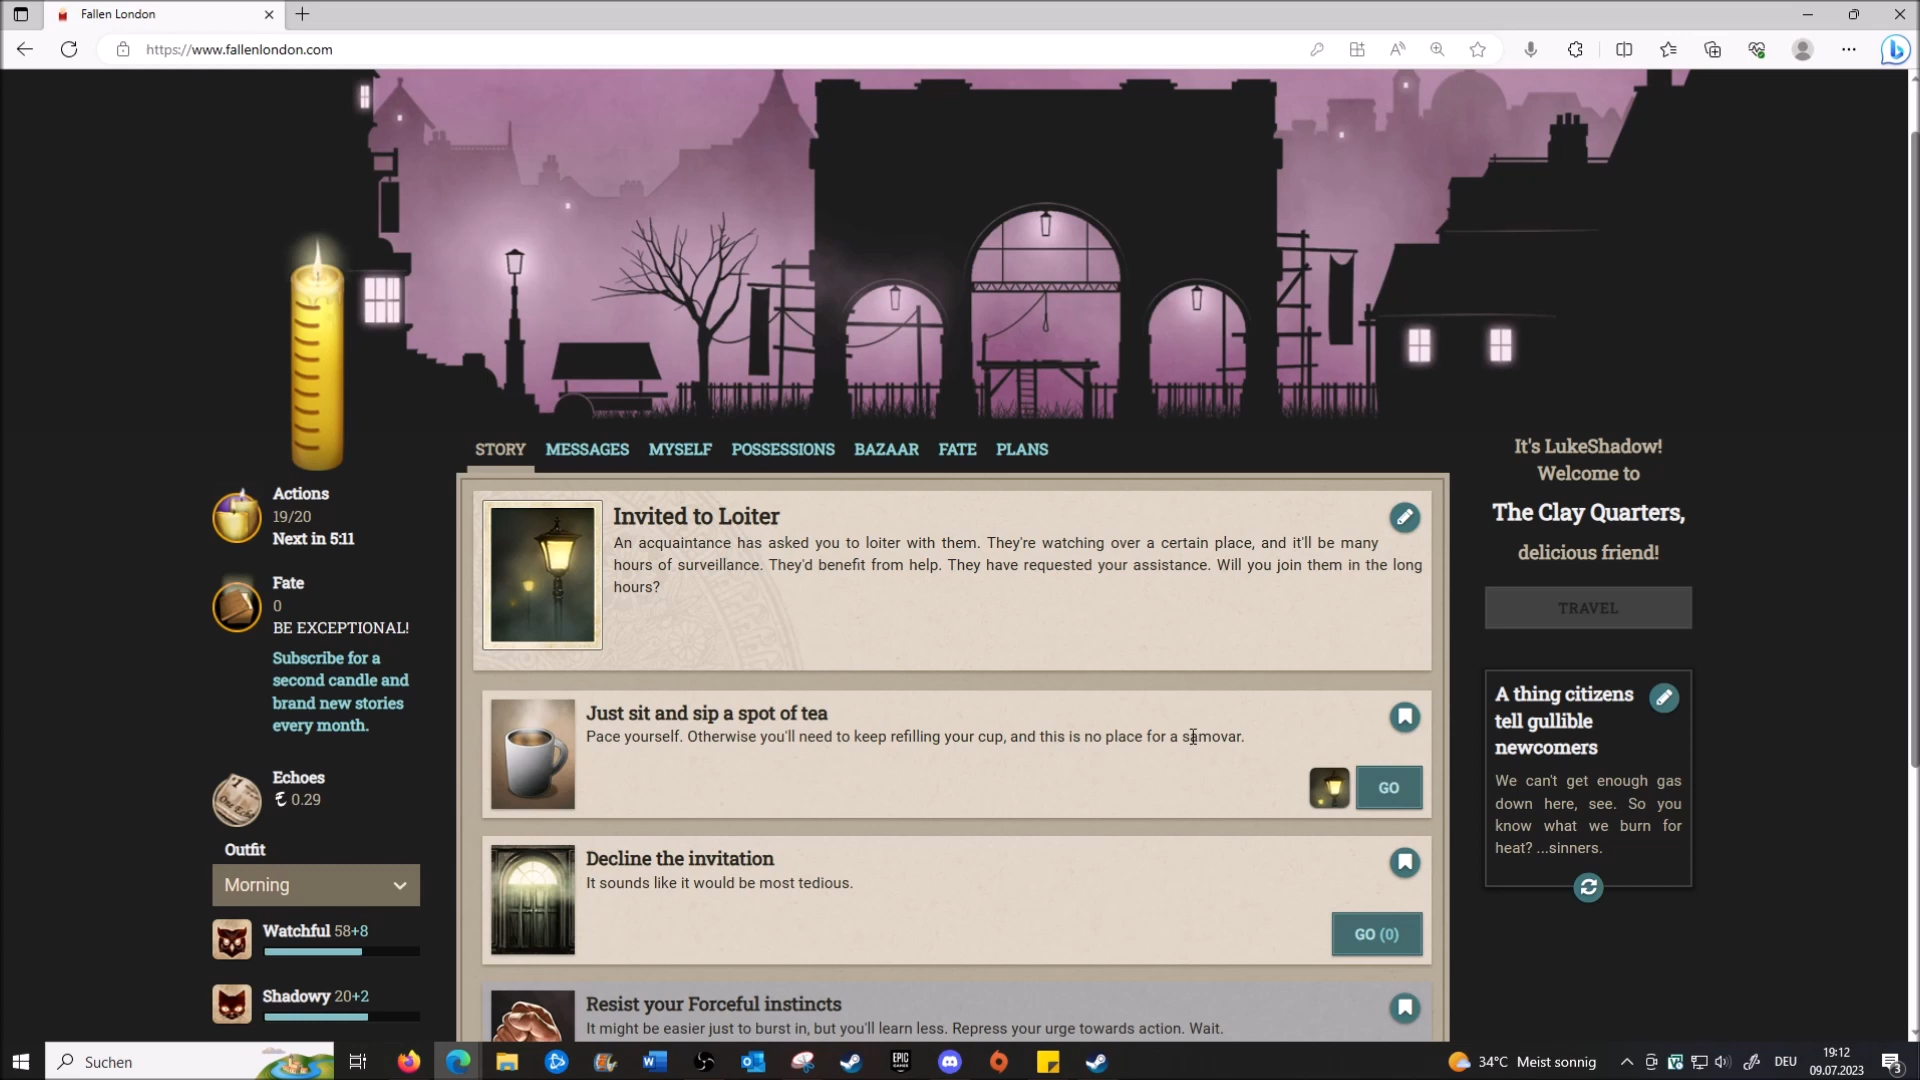 Fallen London
https://www.fallenlondon.com
STORY MESSAGES MYSELF POSSESSIONS BAZAAR FATE PLANS
Actions
19/20
Next in 5:11
Fate
0
BE EXCEPTIONAL!
Subscribe for a
second candle and
brand new stories
every month.
Echoes
0.29
Outfit
Morning
Watchful 58+8
Shadowy 20+2
Invited to Loiter
An acquaintance has asked you to loiter with them. They're watching over a certain place, and it'll be many
hours of surveillance. They'd benefit from help. They have requested your assistance. Will you join them in the long
hours?
Just sit and sip a spot of tea
Pace yourself. Otherwise you'll need to keep refilling your cup, and this is no place for a samovar.
GO
Decline the invitation
It sounds like it would be most tedious.
GO (0)
Resist your Forceful instincts
It might be easier just to burst in, but you'll learn less. Repress your urge towards action. Wait.
It's LukeShadow!
Welcome to
The Clay Quarters,
delicious friend!
TRAVEL
A thing citizens
tell gullible
newcomers
We can't get enough gas
down here, see. So you
know what we burn for
heat? ...sinners.
Suchen
EPIC
GAMES
34°C Meist sonnig
DEU
19:12
09.07.2023
3